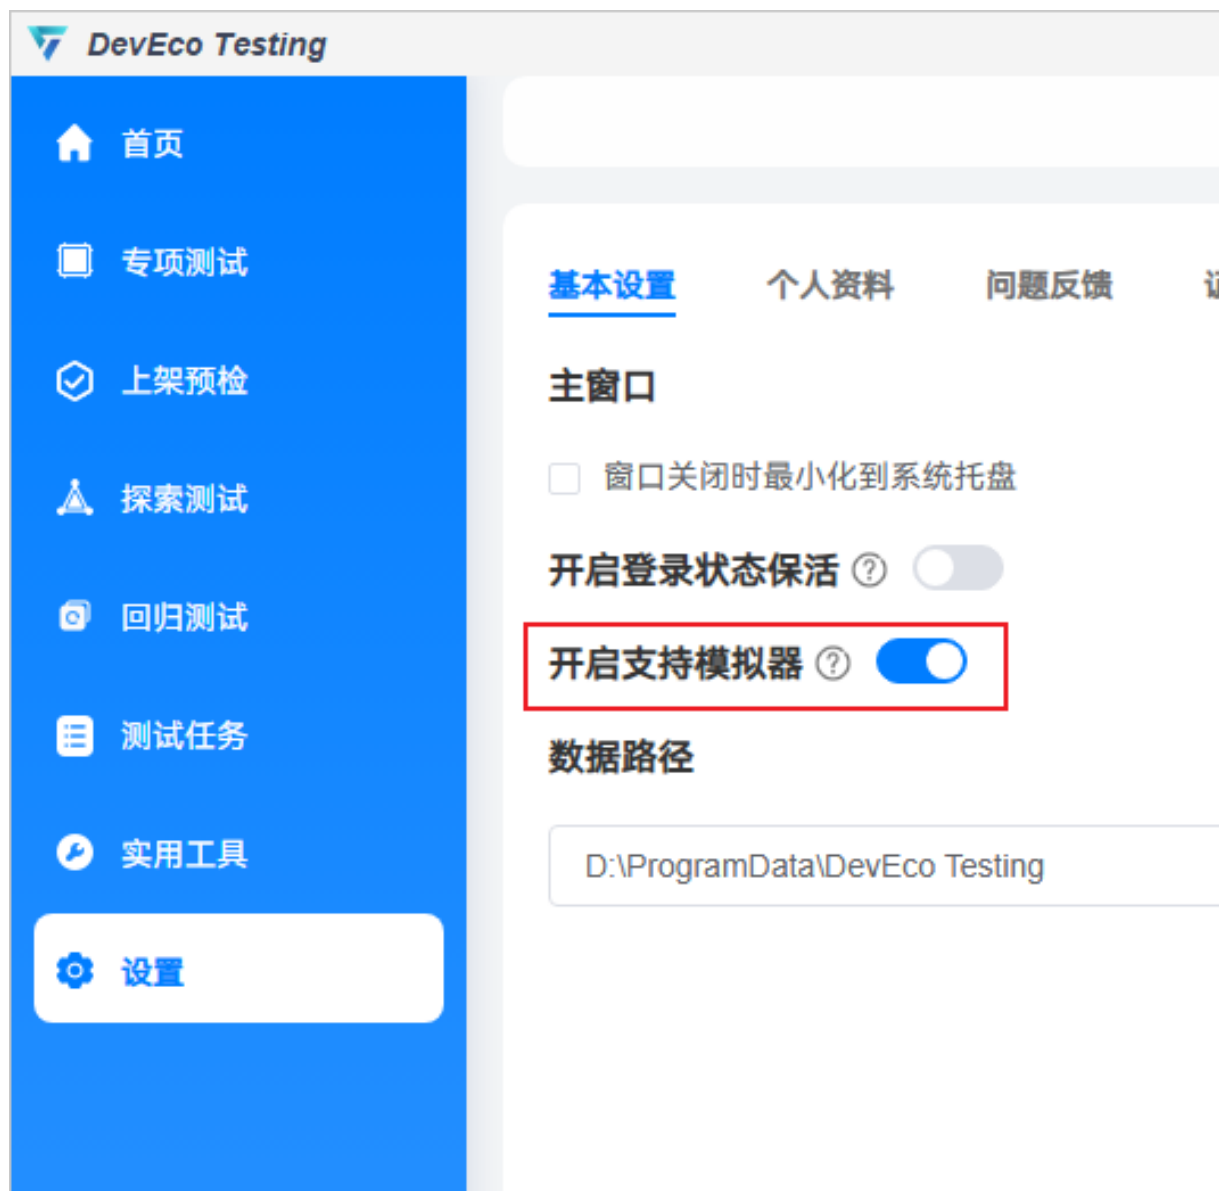 DevEco Testing
首页
专项测试
上架预检
探索测试
回归测试
测试任务
实用工具
设置
基本设置 个人资料 问题反馈
主窗口
窗口关闭时最小化到系统托盘
开启登录状态保活
开启支持模拟器
数据路径
D:\ProgramData\DevEco Testing